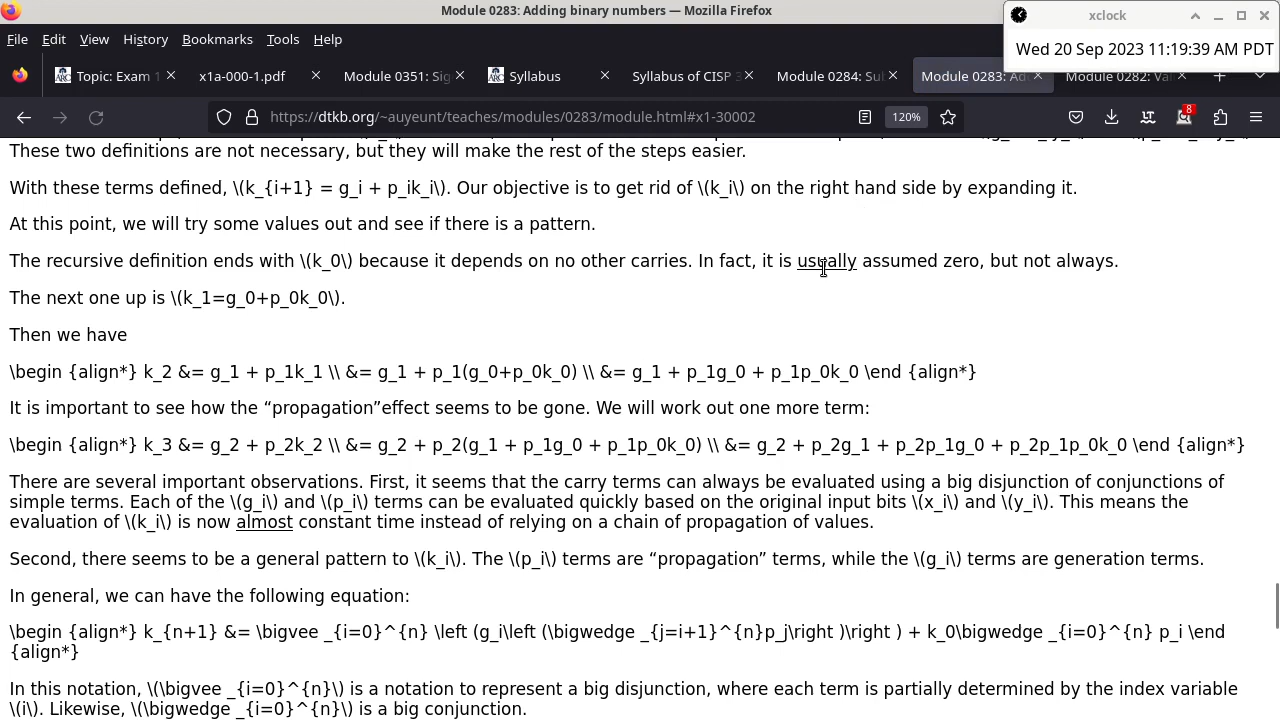 Module 0283: Adding binary numbers — Mozilla Firefox
xclock
Wed 20 Sep 2023 11:19:39 AM PDT
File Edit View History Bookmarks Tools Help
Topic: Exam 1
x1a-000-1.pdf
Module 0351: Sig
Syllabus
Syllabus of CISP 3
Module 0284: Sul
Module 0283: Ad
Module 0282: Val
https://dtkb.org/~auyeunt/teaches/modules/0283/module.html#x1-30002
120%
8
These two definitions are not necessary, but they will make the rest of the steps easier.
With these terms defined, \(k_{i+1} = g_i + p_ik_i\). Our objective is to get rid of \(k_i\) on the right hand side by expanding it.
At this point, we will try some values out and see if there is a pattern.
The recursive definition ends with \(k_0\) because it depends on no other carries. In fact, it is usually assumed zero, but not always.
The next one up is \(k_1=g_0+p_0k_0\).
Then we have
\begin {align*} k_2 &= g_1 + p_1k_1 \\ &= g_1 + p_1(g_0+p_0k_0) \\ &= g_1 + p_1g_0 + p_1p_0k_0 \end {align*}
It is important to see how the “propagation”effect seems to be gone. We will work out one more term:
\begin {align*} k_3 &= g_2 + p_2k_2 \\ &= g_2 + p_2(g_1 + p_1g_0 + p_1p_0k_0) \\ &= g_2 + p_2g_1 + p_2p_1g_0 + p_2p_1p_0k_0 \end {align*}
There are several important observations. First, it seems that the carry terms can always be evaluated using a big disjunction of conjunctions of
simple terms. Each of the \(g_i\) and \(p_i\) terms can be evaluated quickly based on the original input bits \(x_i\) and \(y_i\). This means the
evaluation of \(k_i\) is now almost constant time instead of relying on a chain of propagation of values.
Second, there seems to be a general pattern to \(k_i\). The \(p_i\) terms are “propagation” terms, while the \(g_i\) terms are generation terms.
In general, we can have the following equation:
\begin {align*} k_{n+1} &= \bigvee _{i=0}^{n} \left (g_i\left (\bigwedge _{j=i+1}^{n}p_j\right )\right ) + k_0\bigwedge _{i=0}^{n} p_i \end
{align*}
In this notation, \(\bigvee _{i=0}^{n}\) is a notation to represent a big disjunction, where each term is partially determined by the index variable
\(i\). Likewise, \(\bigwedge _{i=0}^{n}\) is a big conjunction.